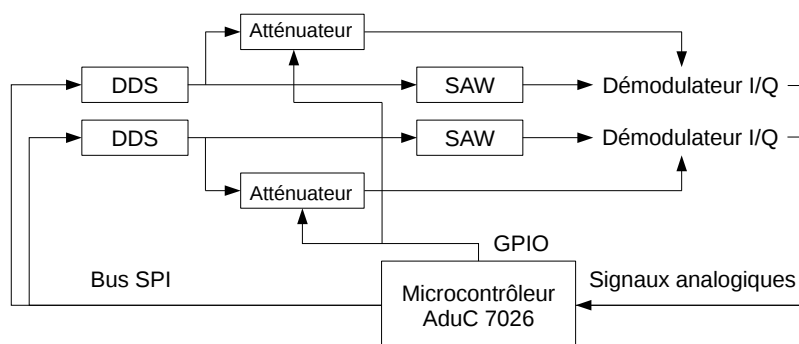 Atténuateur
DDS
SAW
Démodulateur I/Q
DDS
SAW
Démodulateur I/Q
Atténuateur
GPIO
Bus SPI
Microcontrôleur
AduC 7026
Signaux analogiques